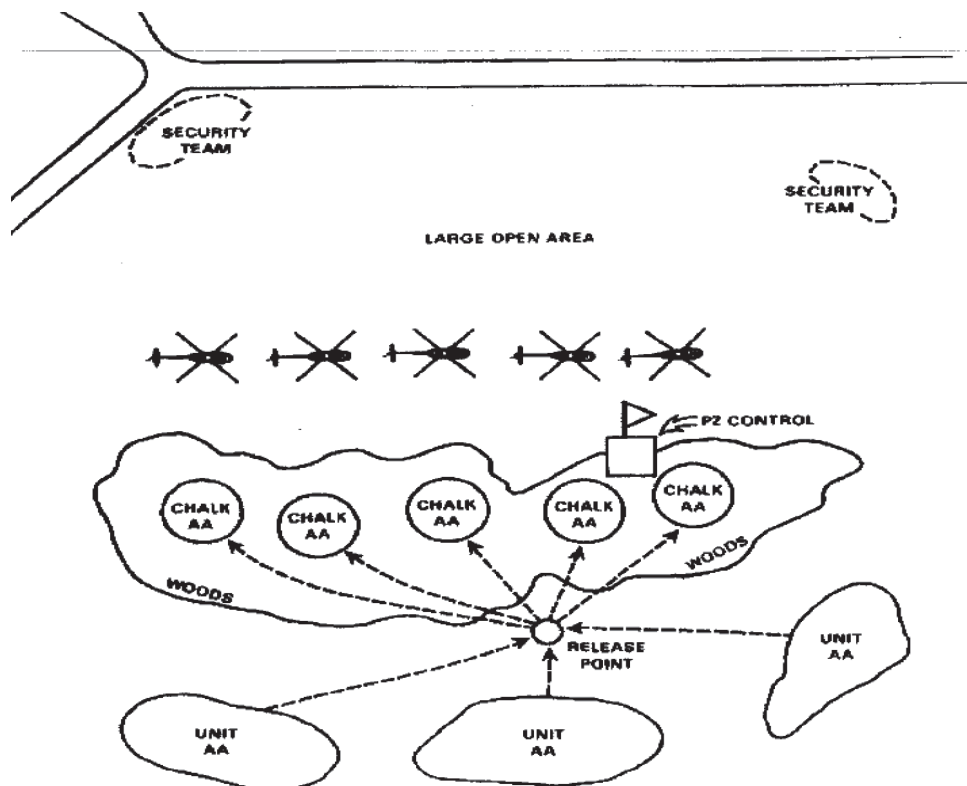 SECURITY
TEAM
SECURITY
TEAM
LARGE OPEN AREA
PZ CONTROL
CHALK
AA
CHALK
AA
CHALK
AA
CHALK
AA
CHALK
AA
WOODS
WOODS
RELEASE
POINT
UNIT
AA
UNIT
AA
UNIT
AA